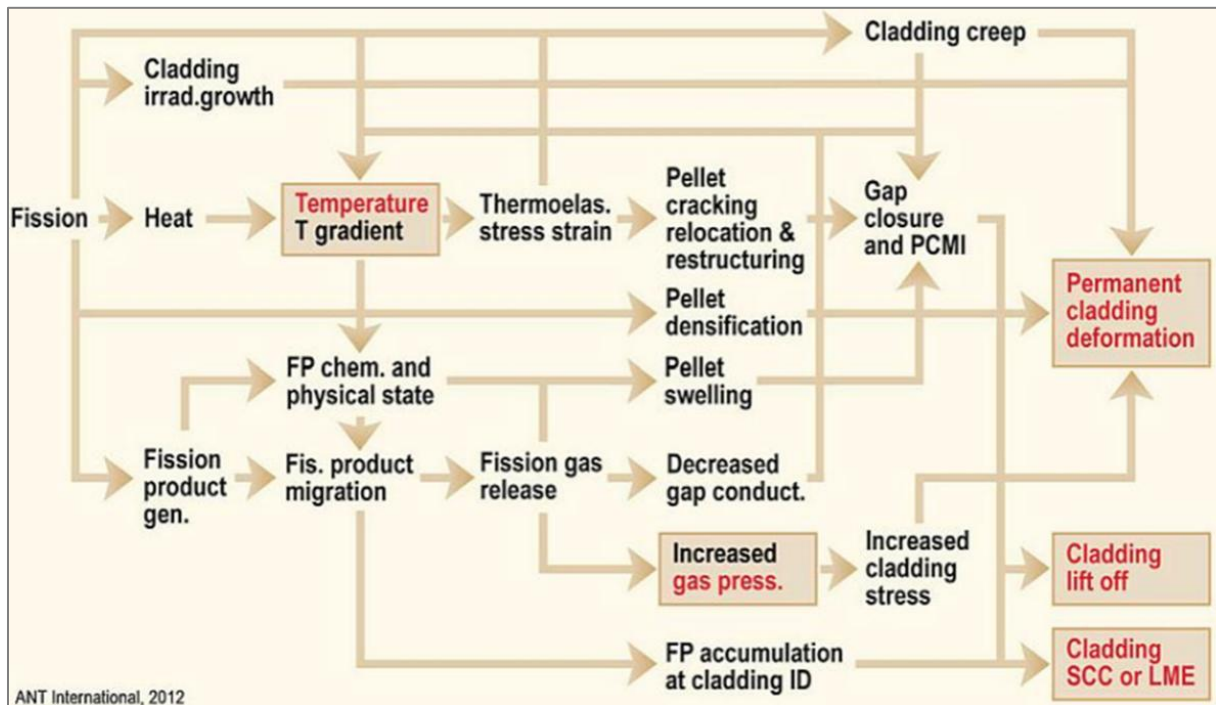 Cladding creep
Cladding
irrad.growth
Fission
Heat
Temperature
T gradient
Thermoelas.
stress strain
Pellet
cracking
relocation &
restructuring
Gap
closure
and PCMI
Permanent
cladding
deformation
Pellet
densification
FP chem. and
physical state
Pellet
swelling
Fission
product
gen.
Fis. product
migration
Fission gas
release
Decreased
gap conduct.
Increased
gas press.
Increased
cladding
stress
Cladding
lift off
FP accumulation
at cladding ID
Cladding
SCC or LME
ANT International, 2012